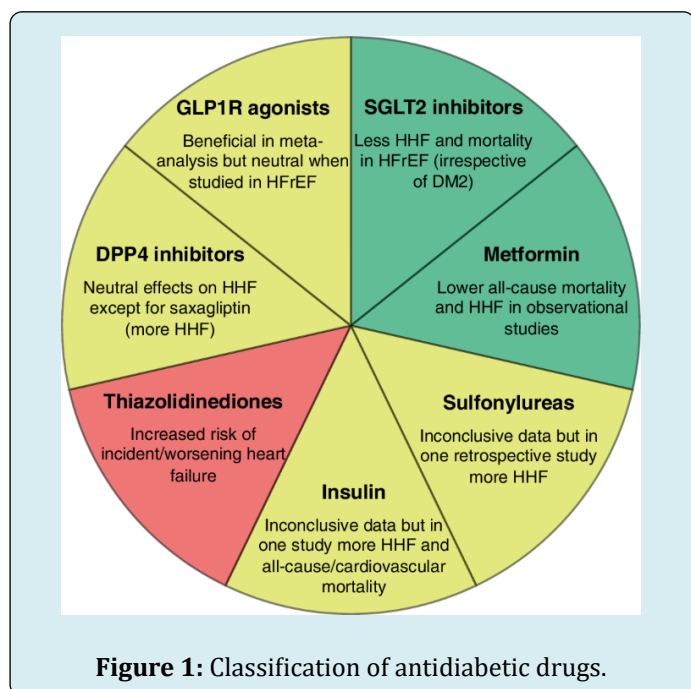 GLP1R agonists
Beneficial in meta-
analysis but neutral when
studied in HFrEF
SGLT2 inhibitors
Less HHF and mortality
in HFrEF (irrespective
of DM2)
DPP4 inhibitors
Neutral effects on HHF
except for saxagliptin
(more HHF)
Metformin
Lower all-cause mortality
and HHF in observational
studies
Thiazolidinediones
Increased risk of
incident/worsening heart
failure
Sulfonylureas
Inconclusive data but in
one retrospective study
more HHF
Insulin
Inconclusive data but in
one study more HHF and
all-cause/cardiovascular
mortality
Figure 1: Classification of antidiabetic drugs.